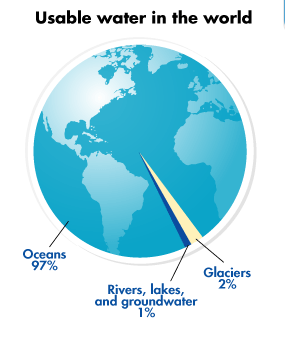 Usable water in the world
Oceans
97%
Rivers, lakes,
and groundwater
1%
Glaciers
2%